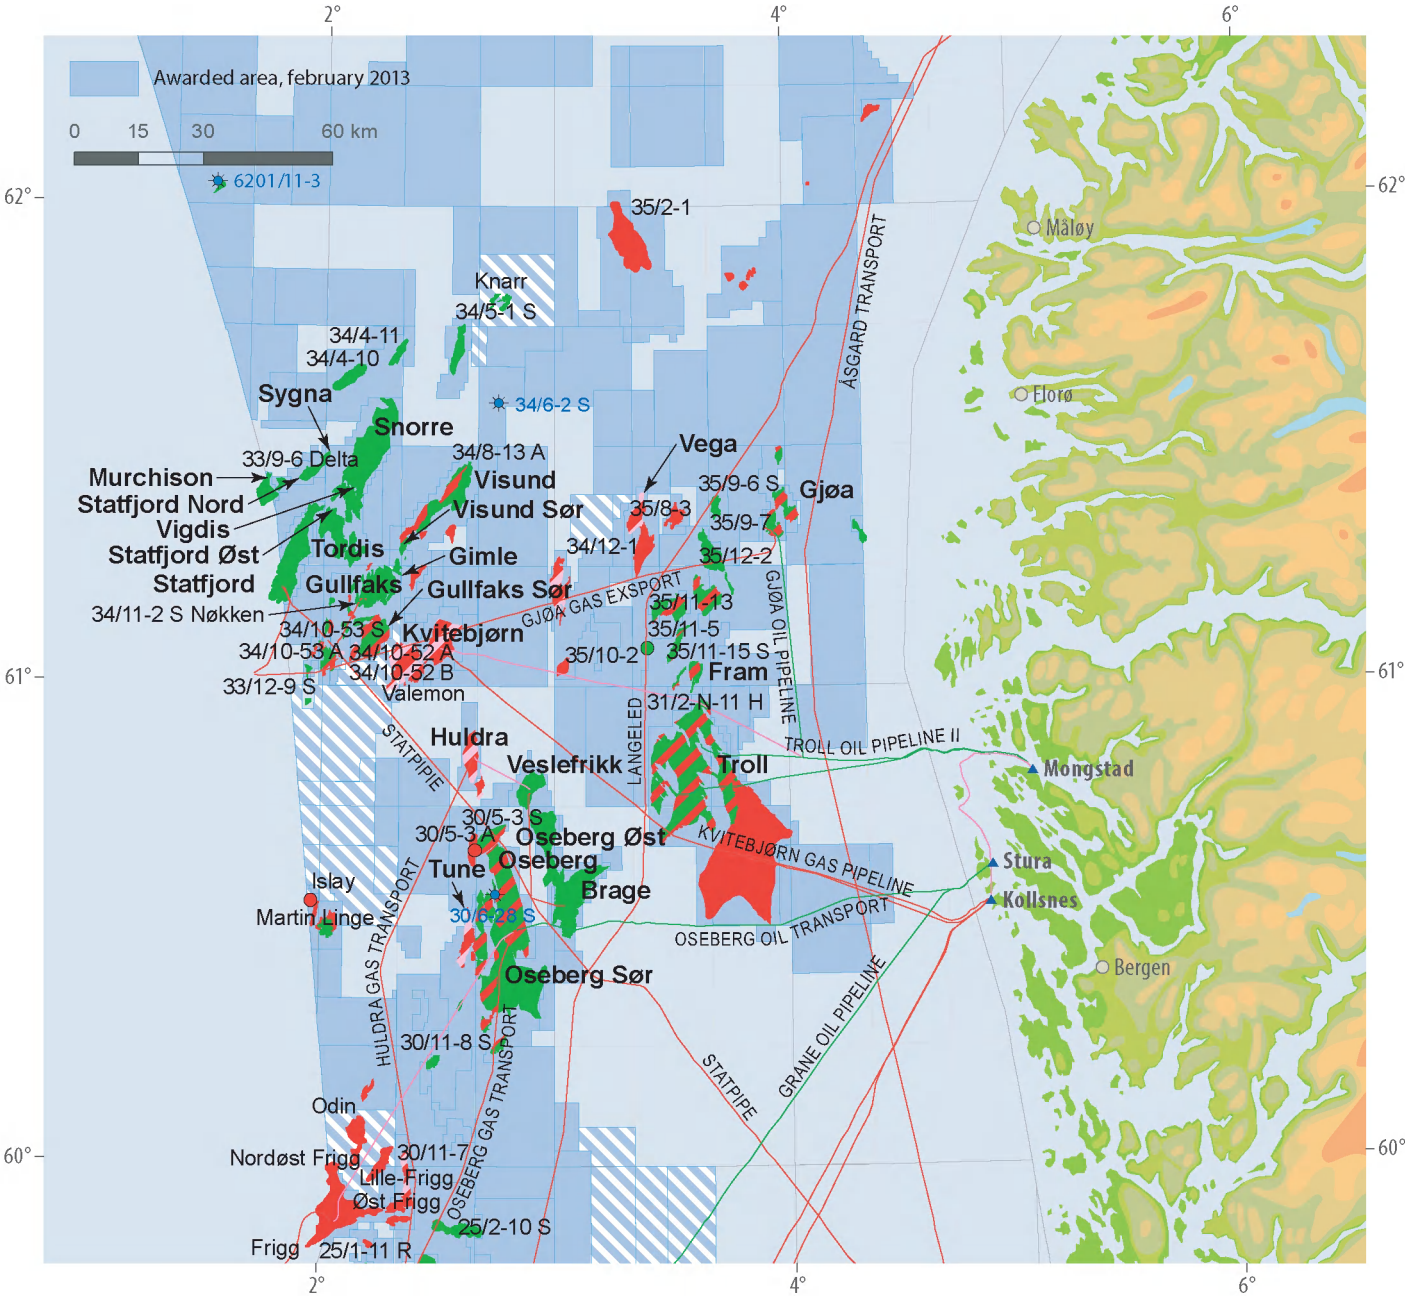 2°
4°
6°
Awarded area, february 2013
0 15 30 60 km
6201/11-3
62°
62°
35/2-1
Måløy
ÅSGARD TRANSPORT
Knarr
34/5-1 S
34/4-11
34/4-10
Sygna
34/6-2 S
Florø
Snorre
Vega
33/9-6 Delta
34/8-13 A
Murchison
Visund
35/9-6 S
Gjøa
Statfjord Nord
Visund Sør
35/8-3
35/9-7
Vigdis
Statfjord Øst
Tordis
Gimle
34/12-1
35/12-2
Statfjord
Gullfaks
Gullfaks Sør
GJØA GAS EXSPORT
GJØA OIL PIPELINE
34/11-2 S Nøkken
35/11-13
34/10-53 S
Kvitebjørn
35/11-5
34/10-53 A
34/10-52 A
35/10-2
35/11-15 S
34/10-52 B
Fram
61°
61°
33/12-9 S
Valemon
31/2-N-11 H
STATPIPIE
LANGELED
Huldra
TROLL OIL PIPELINE II
Veslefrikk
Troll
Mongstad
30/5-3 S
30/5-3 A
Oseberg Øst
KVITEBJØRN GAS PIPELINE
Oseberg
Stura
Tune
Islay
Brage
Kollsnes
Martin Linge
30/6-28 S
OSEBERG OIL TRANSPORT
HULDRA GAS TRANSPORT
Oseberg Sør
Bergen
GRANE OIL PIPELINE
30/11-8 S
OSEBERG GAS TRANSPORT
STATPIPE
Odin
60°
60°
Nordøst Frigg
30/11-7
Lille-Frigg
Øst Frigg
25/2-10 S
Frigg
25/1-11 R
2°
4°
6°